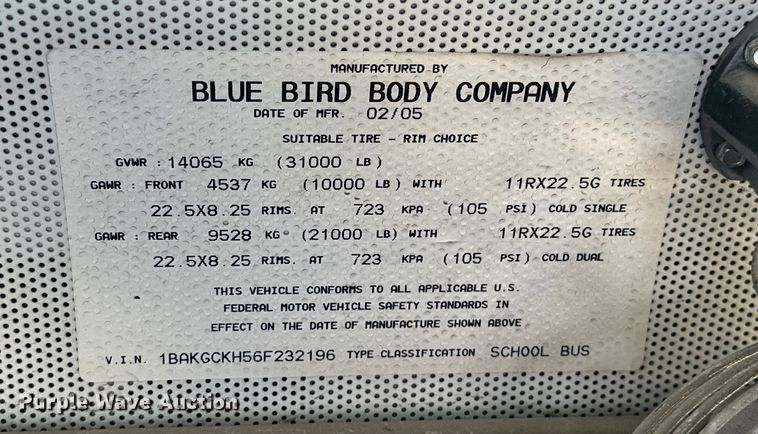 MANUFACTURED BY
BLUE BIRD BODY COMPANY
DATE OF MFR. 02/05
SUITABLE TIRE - RIM CHOICE
GVWR : 14065 KG (31000 LB)
GAWR : FRONT 4537 KG (10000 LB) WITH 11RX22.5G TIRES
22.5X8.25 RIMS. AT 723 KPA (105 PSI) COLD SINGLE
GAWR : REAR 9528 KG (21000 LB) WITH 11RX22.5G TIRES
22.5X8.25 RIMS. AT 723 KPA (105 PSI) COLD DUAL
THIS VEHICLE CONFORMS TO ALL APPLICABLE U.S.
FEDERAL MOTOR VEHICLE SAFETY STANDARDS IN
EFFECT ON THE DATE OF MANUFACTURE SHOWN ABOVE
V.I.N. 1BAKGCKH56F232196 TYPE CLASSIFICATION SCHOOL BUS
Purple Wave Auction